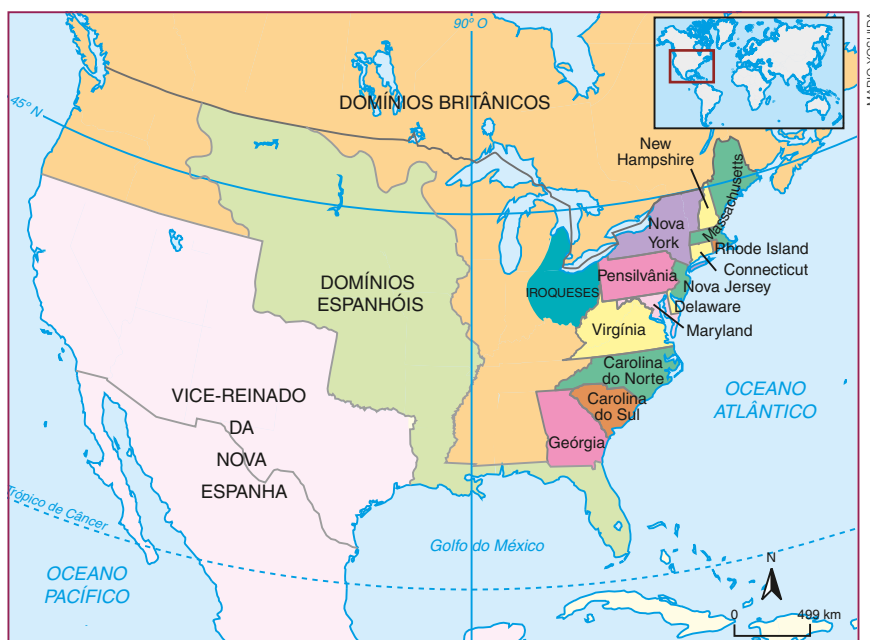 90º O
MARIO YOSHIDA
DOMÍNIOS BRITÂNICOS
45º N
New
Hampshire
Massachusetts
Nova
York
Rhode Island
Connecticut
Pensilvânia
Nova Jersey
IROQUESES
DOMÍNIOS
ESPANHÓIS
Delaware
Maryland
Virgínia
Carolina
do Norte
Carolina
do Sul
OCEANO
ATLÂNTICO
VICE-REINADO
DA
NOVA
ESPANHA
Geórgia
Trópico de Câncer
Golfo do México
OCEANO
PACÍFICO
N
0 499 km